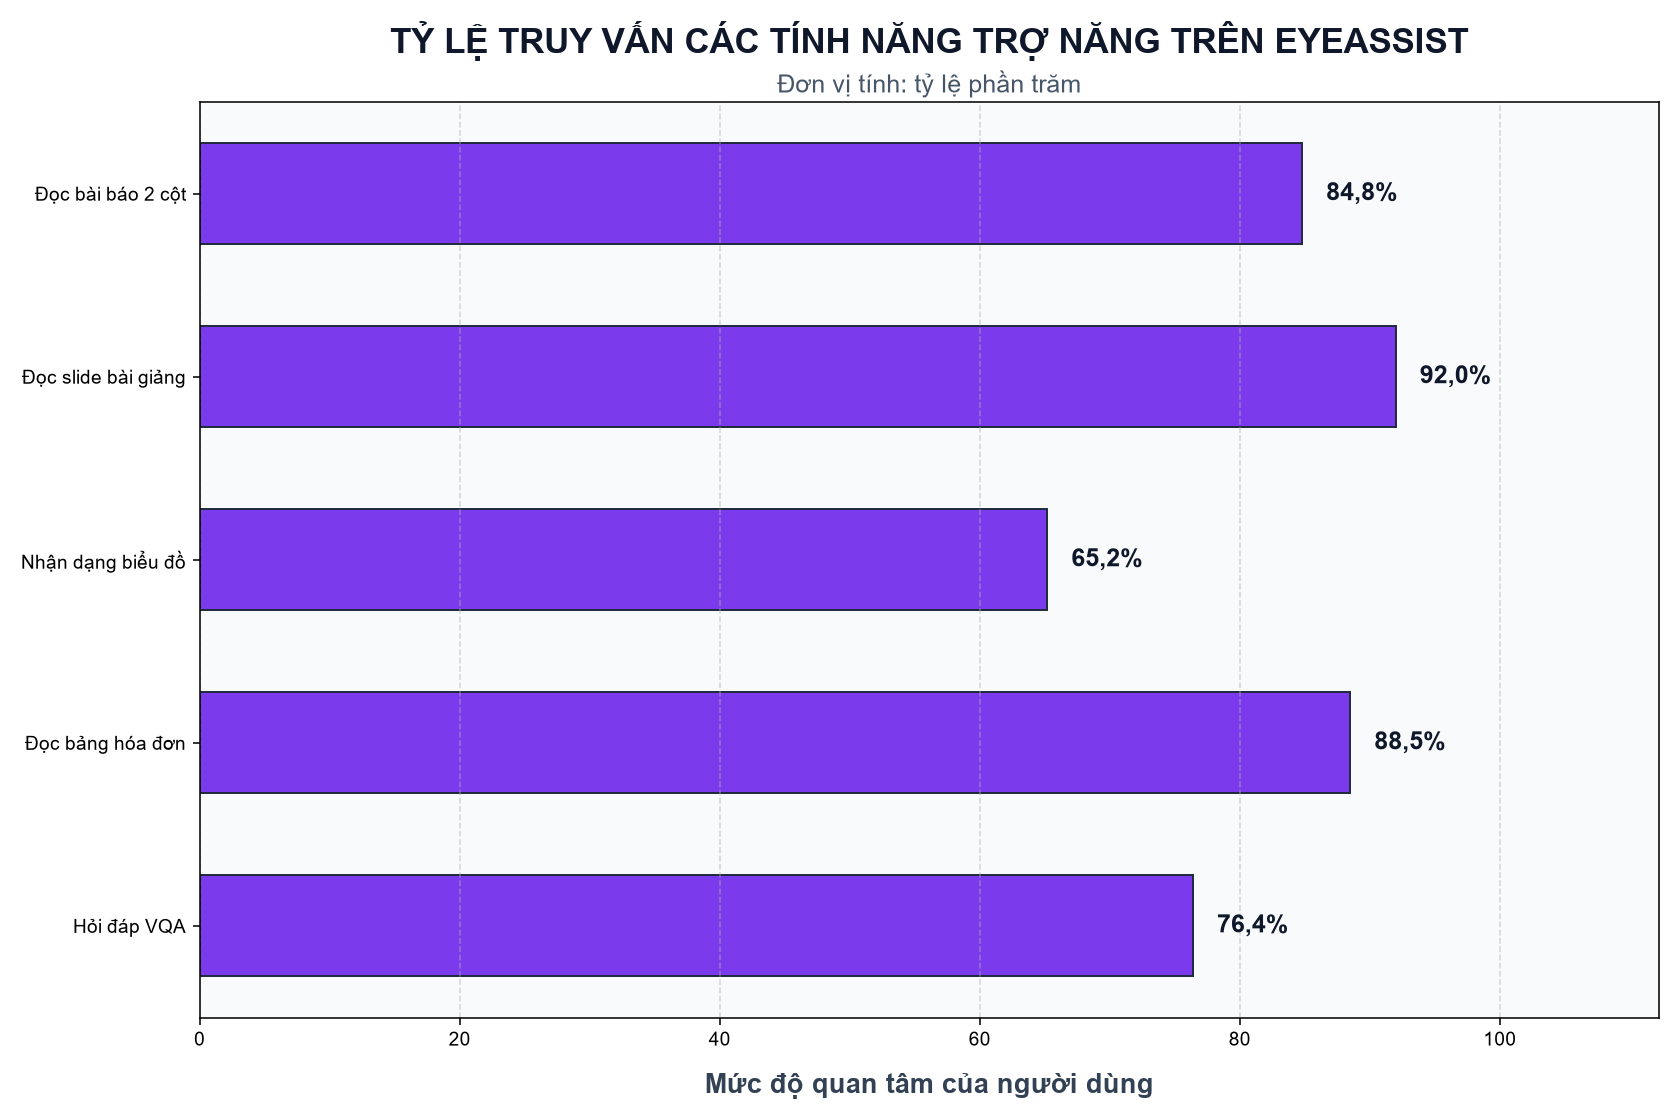 TỶ LỆ TRUY VẤN CÁC TÍNH NĂNG TRỢ NĂNG TRÊN EYEASSIST
Đơn vị tính: tỷ lệ phần trăm
Đọc bài báo 2 cột
84,8%
Đọc slide bài giảng
92,0%
Nhận dạng biểu đồ
65,2%
Đọc bảng hóa đơn
88,5%
Hỏi đáp VQA
76,4%
0 20 40 60 80 100
Mức độ quan tâm của người dùng